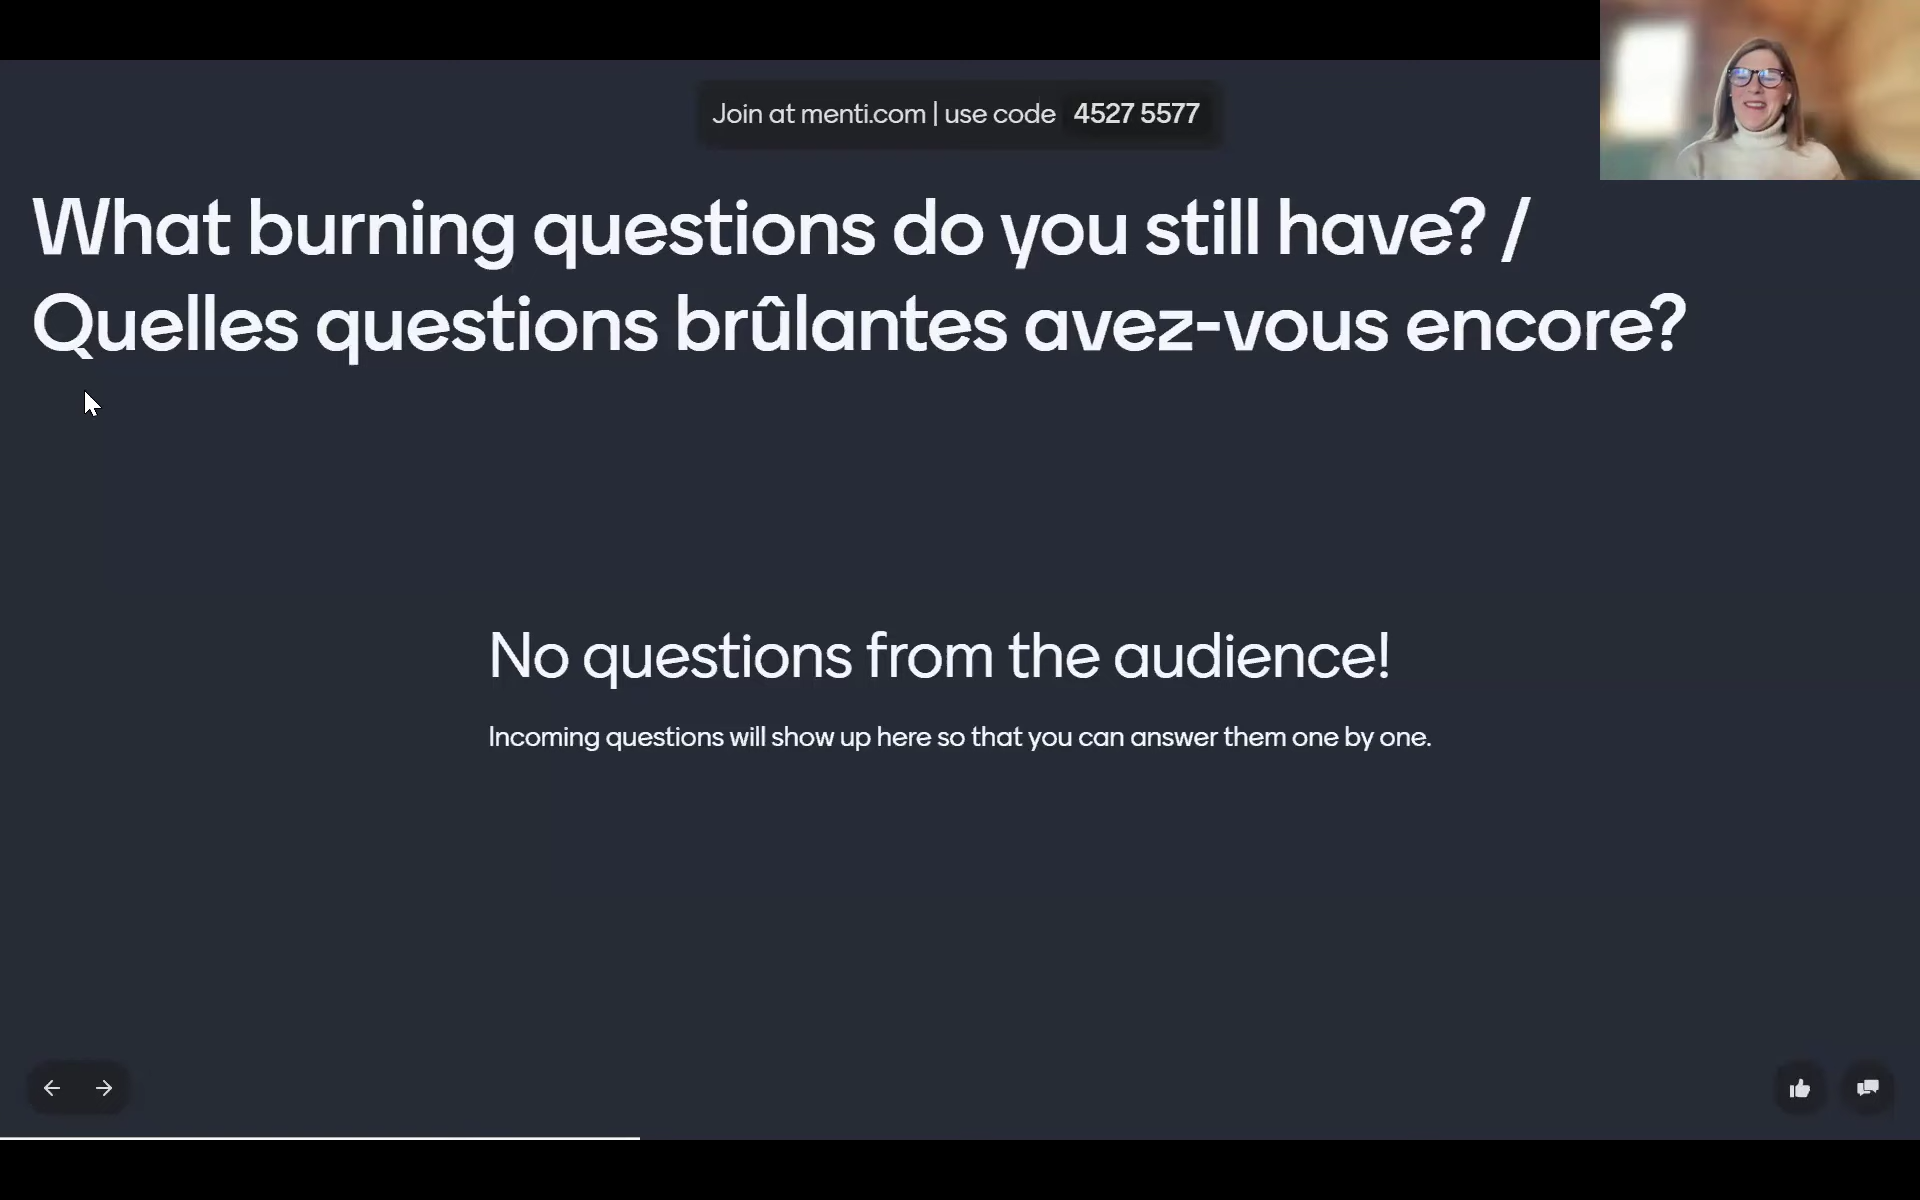 Join at menti.com | use code 4527 5577
What burning questions do you still have? /
Quelles questions brûlantes avez-vous encore?
No questions from the audience!
Incoming questions will show up here so that you can answer them one by one.